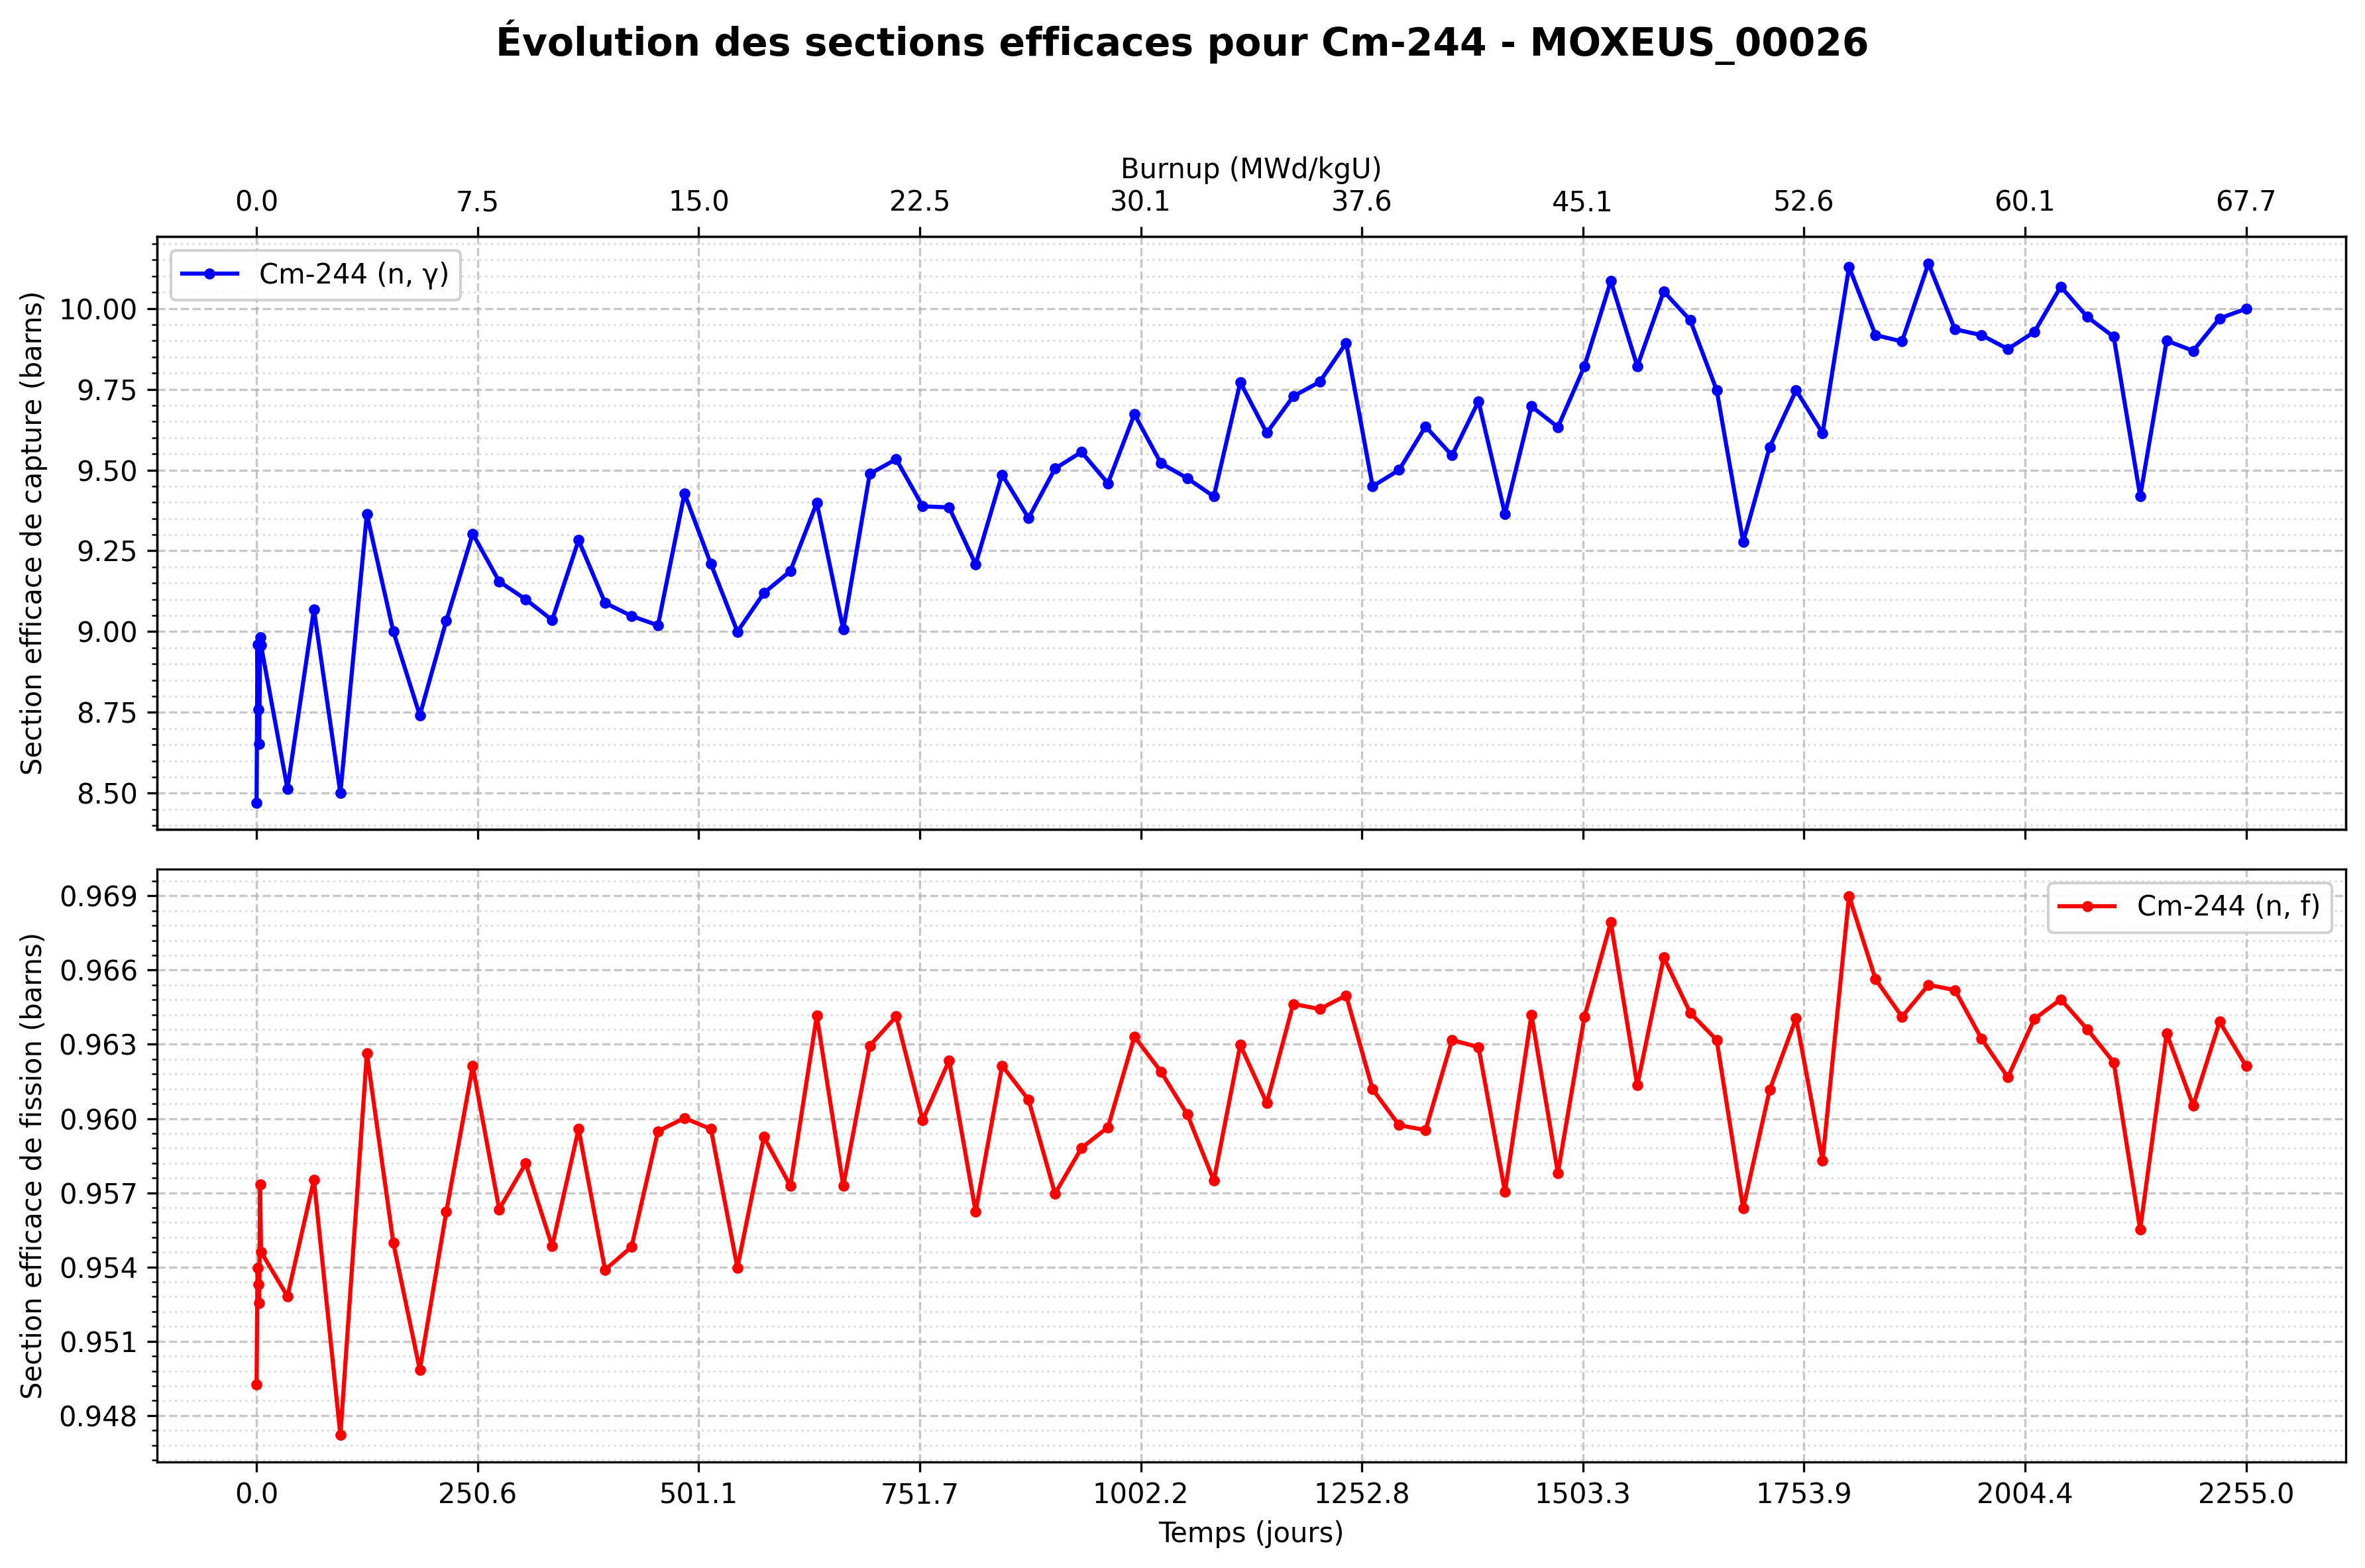 Évolution des sections efficaces pour Cm-244 - MOXEUS_00026
Burnup (MWd/kgU)
0.0 7.5 15.0 22.5 30.1 37.6 45.1 52.6 60.1 67.7
Cm-244 (n, γ)
Section efficace de capture (barns)
10.00
9.75
9.50
9.25
9.00
8.75
8.50
Cm-244 (n, f)
Section efficace de fission (barns)
0.969
0.966
0.963
0.960
0.957
0.954
0.951
0.948
0.0 250.6 501.1 751.7 1002.2 1252.8 1503.3 1753.9 2004.4 2255.0
Temps (jours)